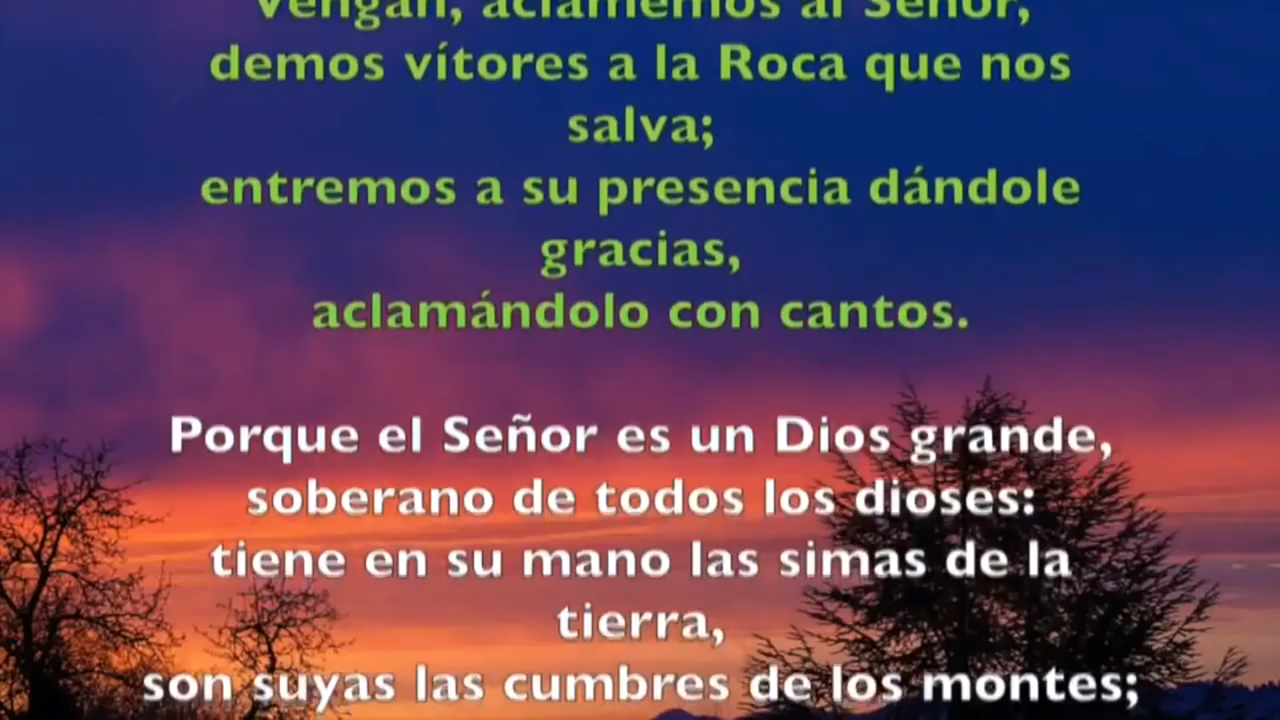 Vengan, aclamemos al Señor,
demos vítores a la Roca que nos
salva;
entremos a su presencia dándole
gracias,
aclamándolo con cantos.
Porque el Señor es un Dios grande,
soberano de todos los dioses:
tiene en su mano las simas de la
tierra,
son suyas las cumbres de los montes;